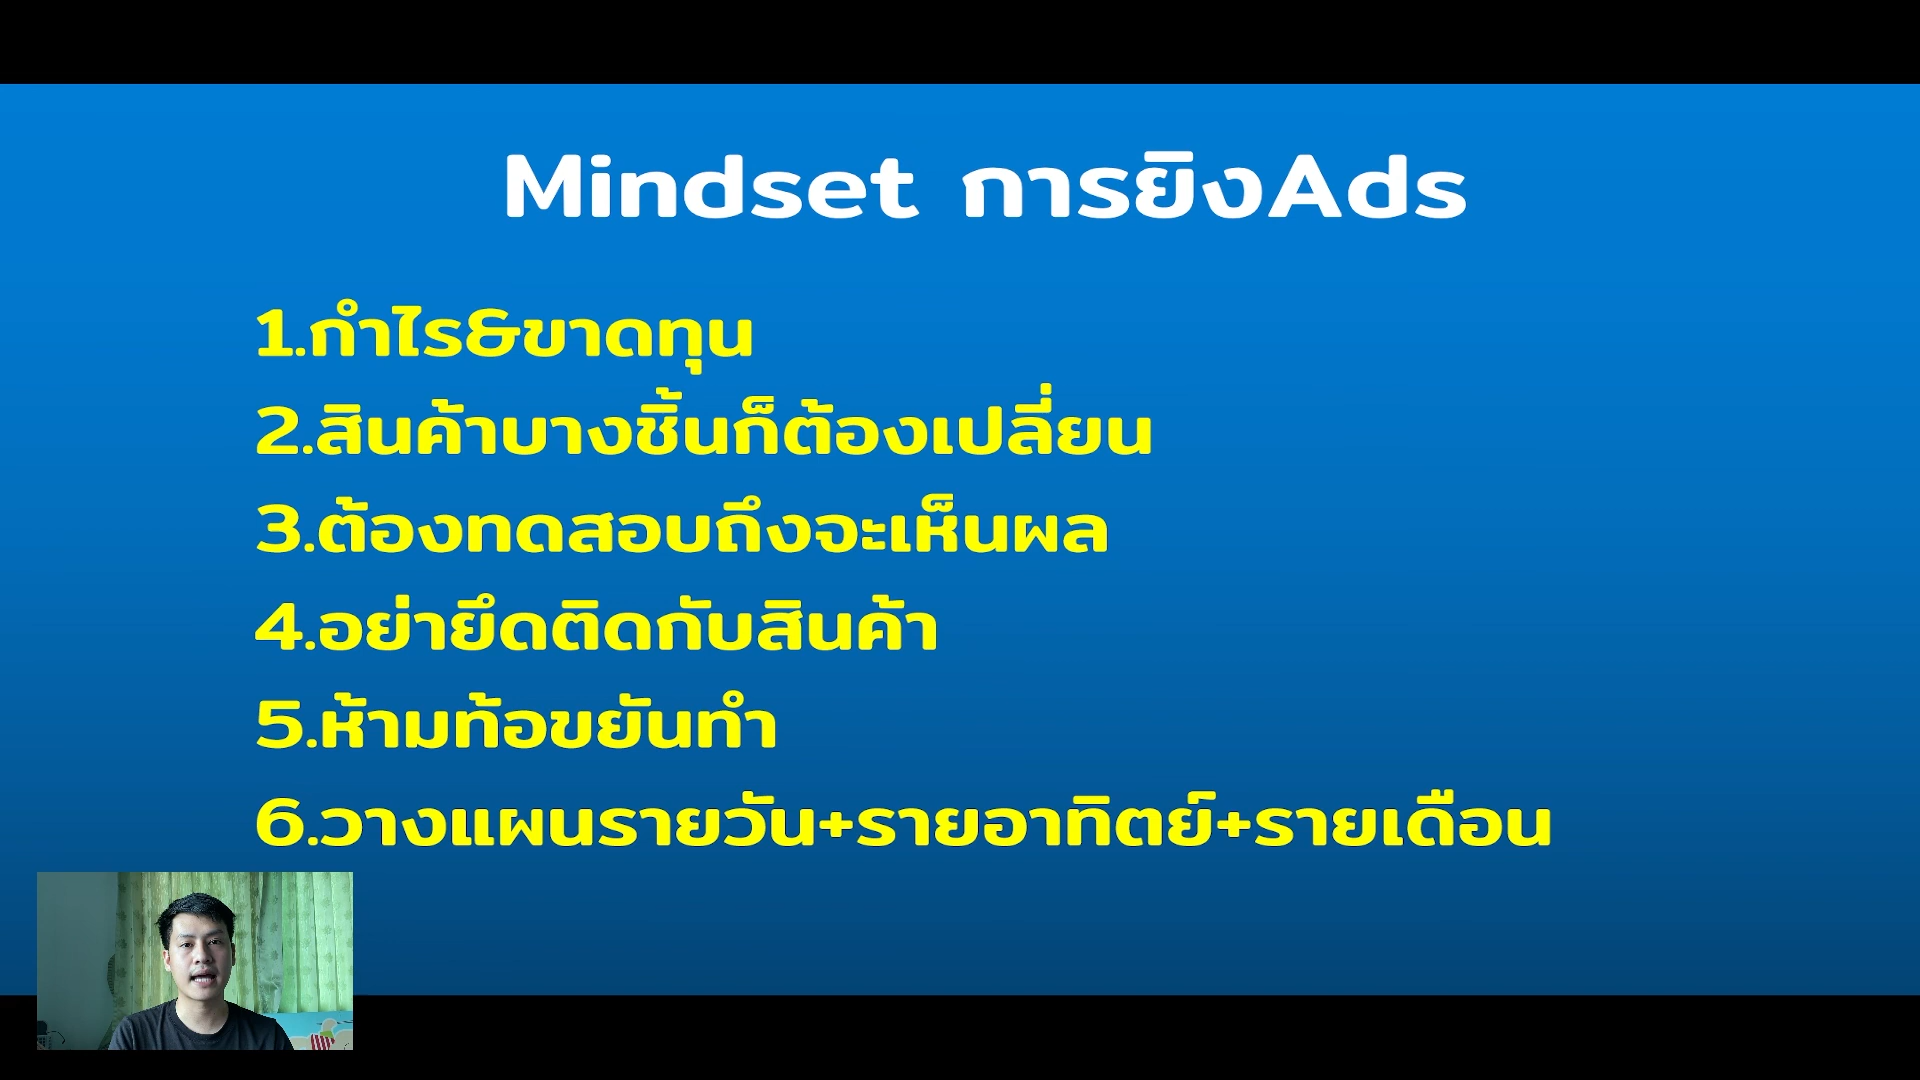 Mindset การยิงAds
1.กำไร&ขาดทุน
2.สินค้าบางชิ้นก็ต้องเปลี่ยน
3.ต้องทดสอบถึงจะเห็นผล
4.อย่ายึดติดกับสินค้า
5.ห้ามท้อขยันทำ
6.วางแผนรายวัน+รายอาทิตย์+รายเดือน